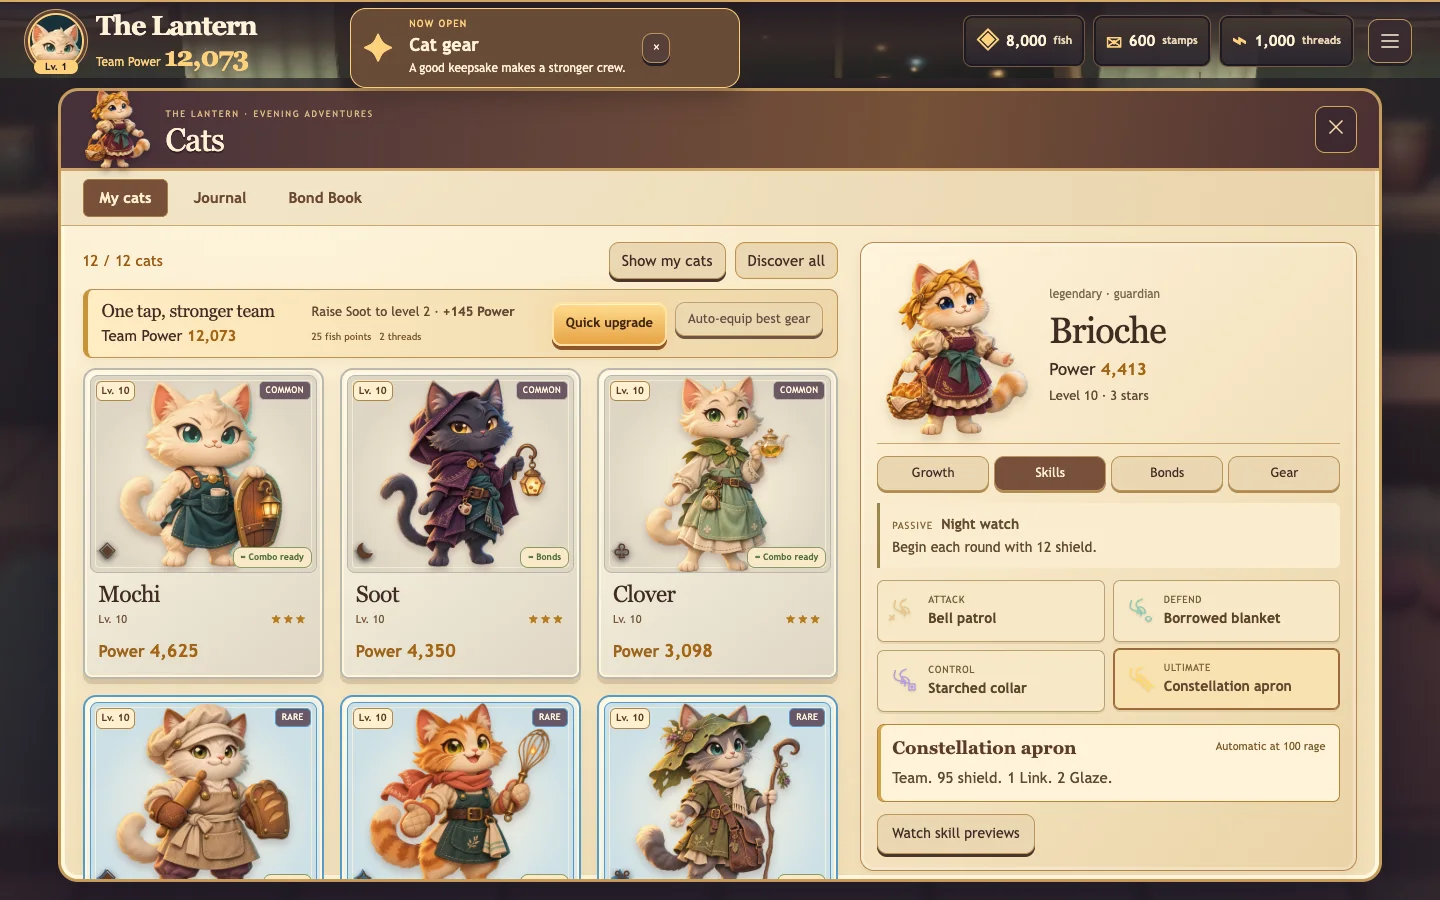 The Lantern
Team Power 12,073
Lv. 1
NOW OPEN
Cat gear
A good keepsake makes a stronger crew.
×
8,000 fish
600 stamps
1,000 threads
THE LANTERN · EVENING ADVENTURES
Cats
My cats
Journal
Bond Book
12 / 12 cats
Show my cats
Discover all
One tap, stronger team
Team Power 12,073
Raise Soot to level 2 · +145 Power
25 fish points 2 threads
Quick upgrade
Auto-equip best gear
Lv. 10
COMMON
Combo ready
Mochi
Lv. 10
Power 4,625
Lv. 10
COMMON
Bonds
Soot
Lv. 10
Power 4,350
Lv. 10
COMMON
Combo ready
Clover
Lv. 10
Power 3,098
Lv. 10
RARE
Lv. 10
RARE
Lv. 10
RARE
legendary · guardian
Brioche
Power 4,413
Level 10 · 3 stars
Growth
Skills
Bonds
Gear
PASSIVE Night watch
Begin each round with 12 shield.
ATTACK
Bell patrol
DEFEND
Borrowed blanket
CONTROL
Starched collar
ULTIMATE
Constellation apron
Constellation apron
Automatic at 100 rage
Team. 95 shield. 1 Link. 2 Glaze.
Watch skill previews